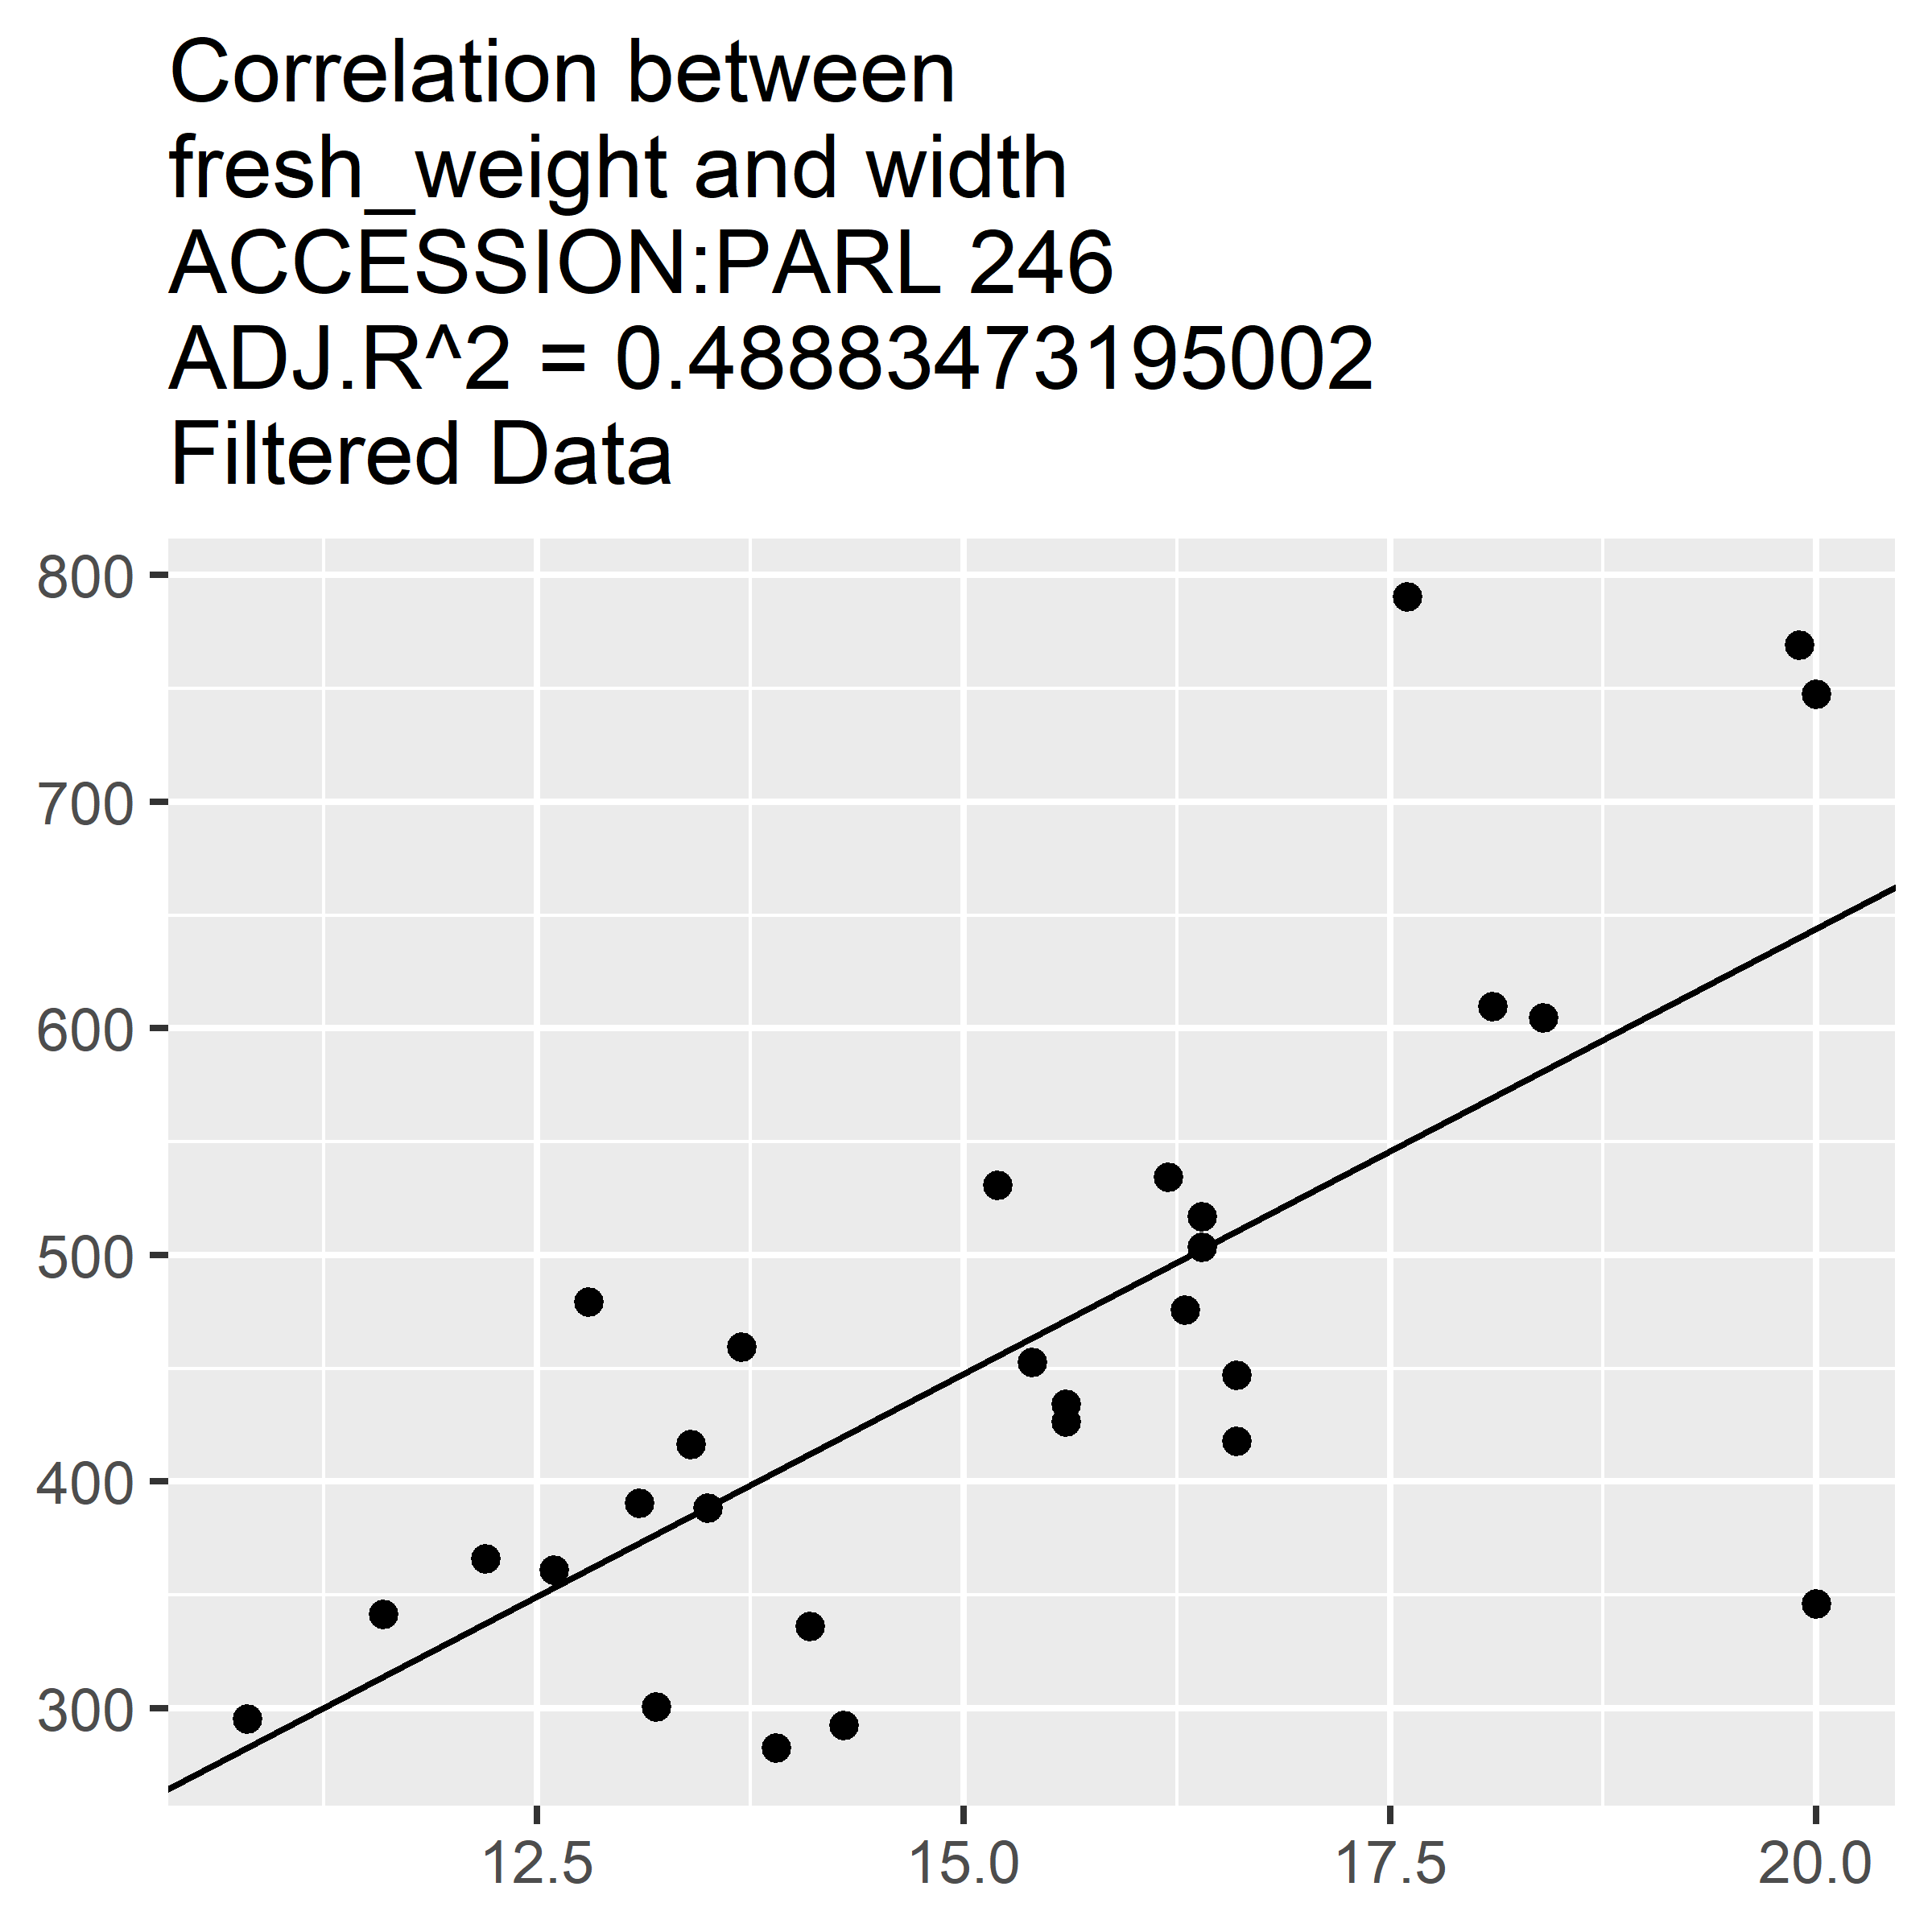 Correlation between
fresh_weight and width
ACCESSION:PARL 246
ADJ.R^2 = 0.48883473195002
Filtered Data
800
700
600
500
400
300
12.5 15.0 17.5 20.0